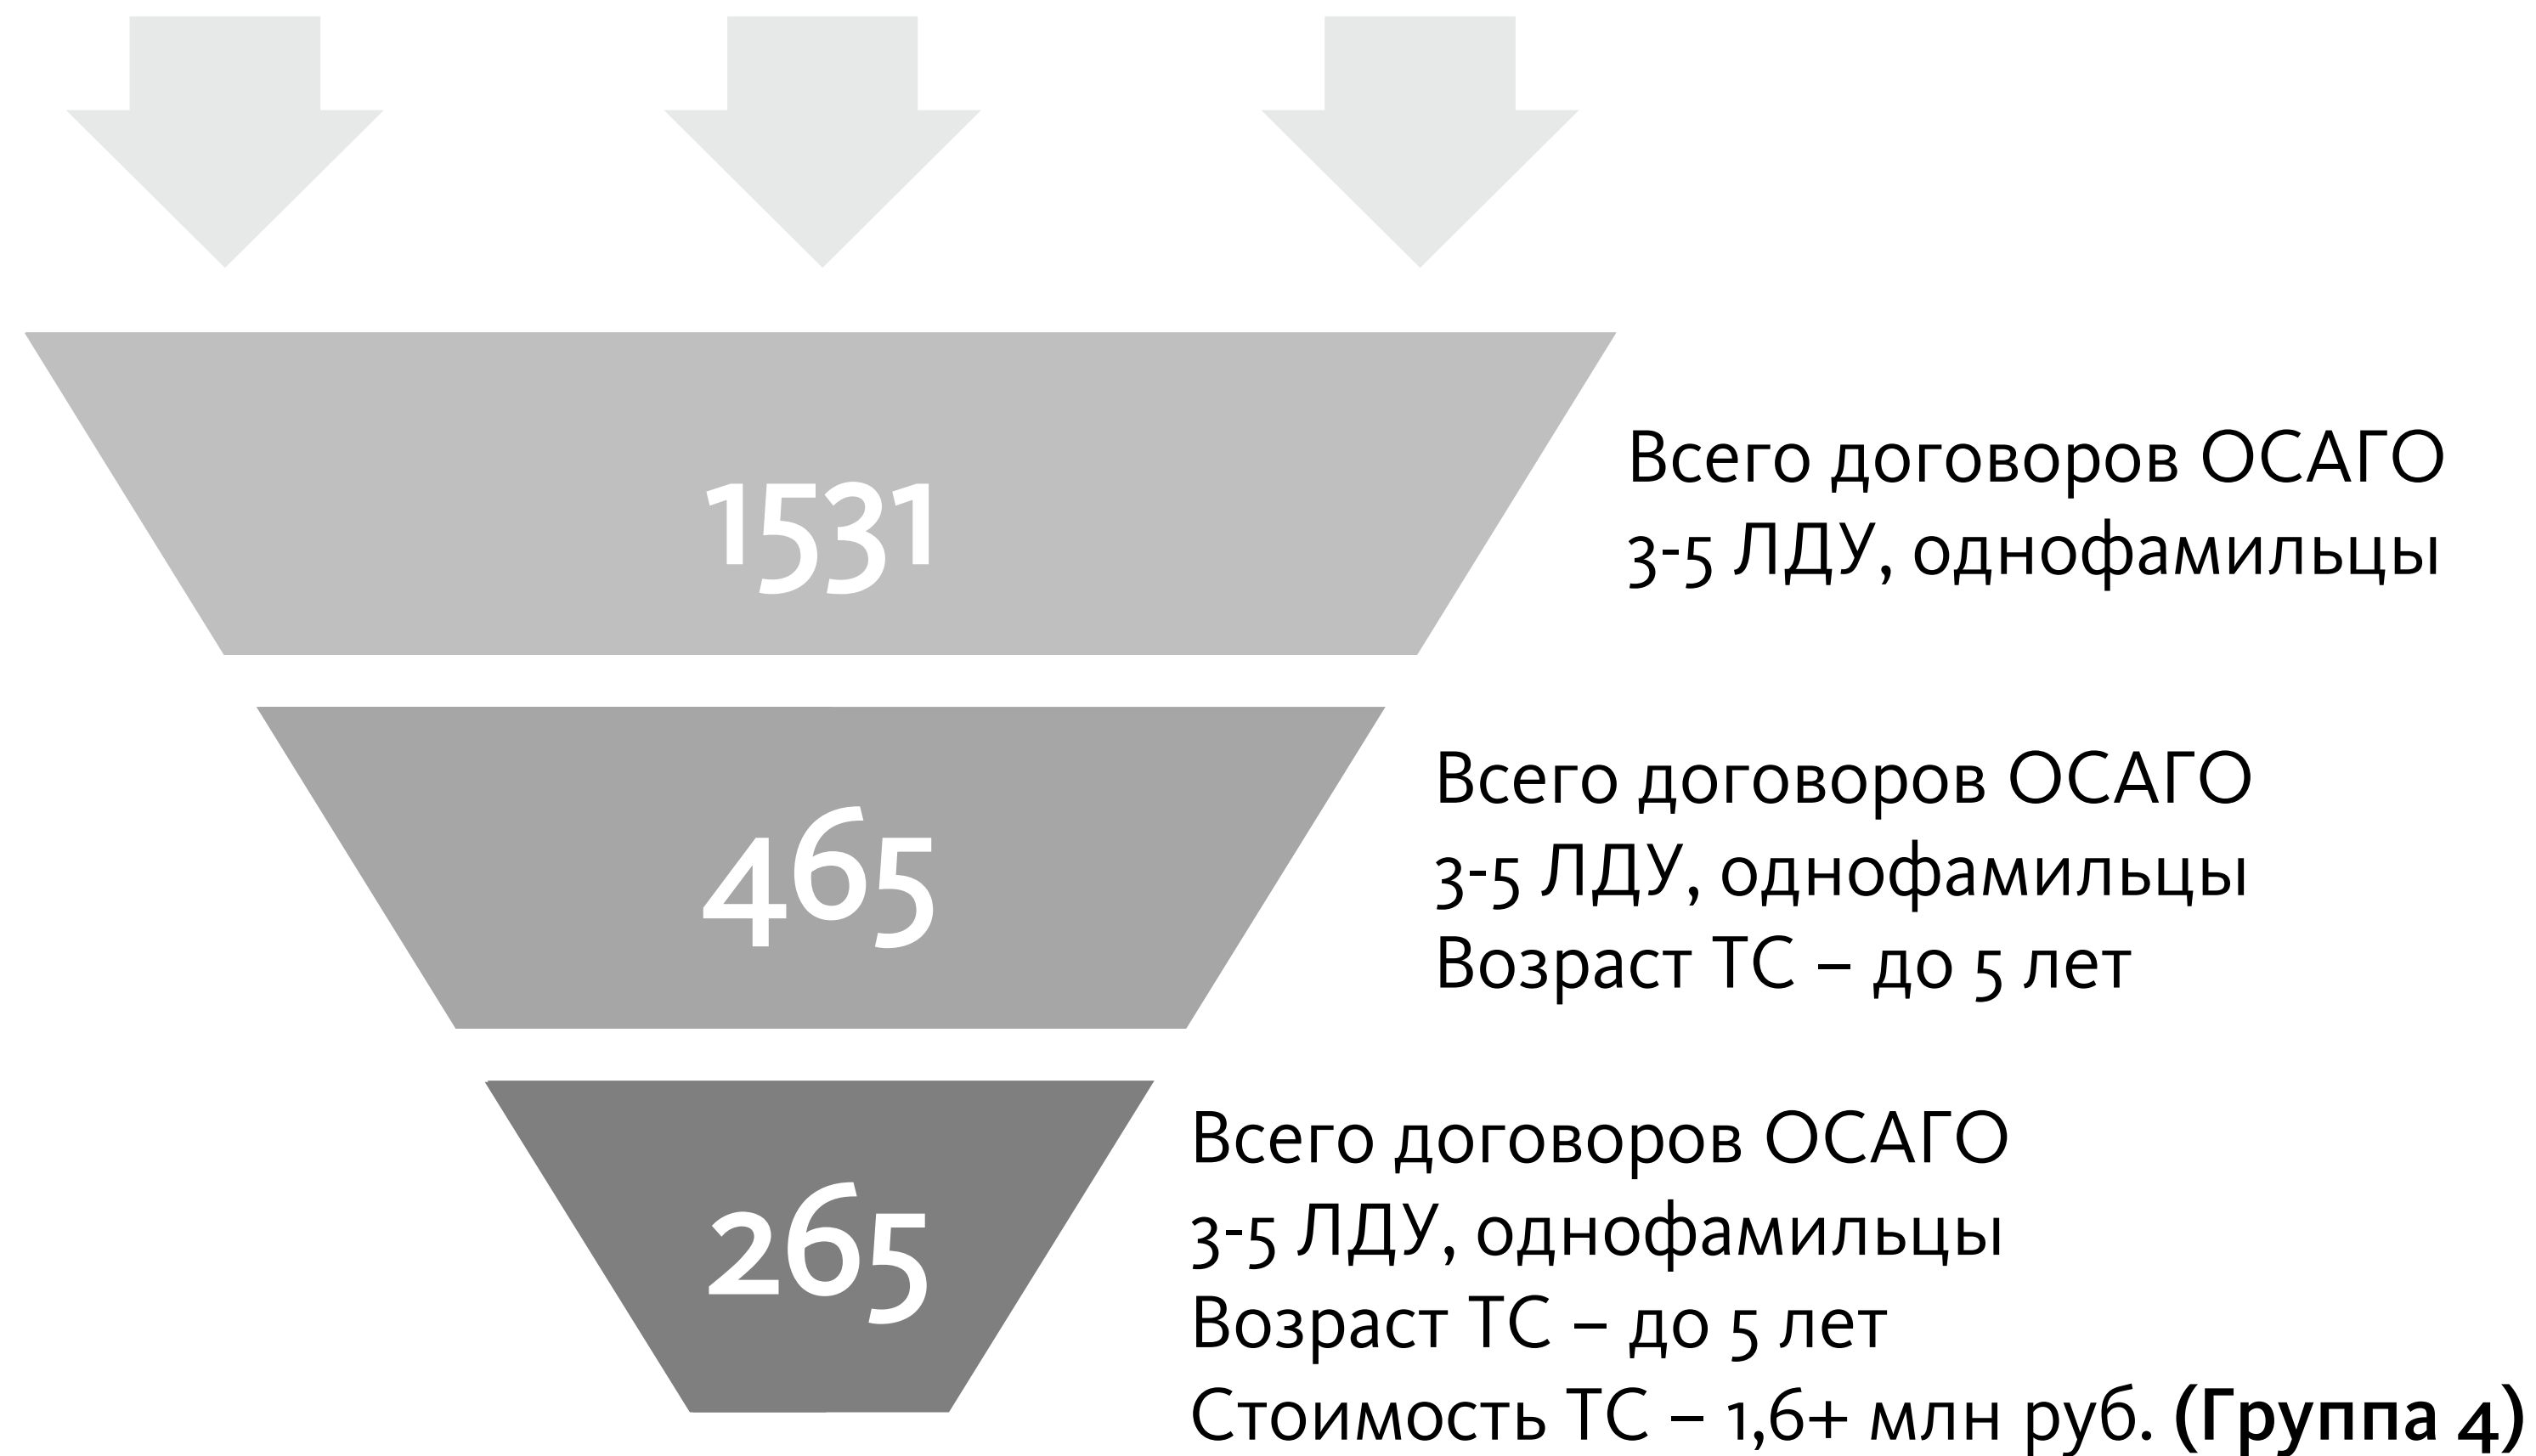 1531
Всего договоров ОСАГО
3-5 ЛДУ, однофамильцы
465
Всего договоров ОСАГО
3-5 ЛДУ, однофамильцы
Возраст ТС – до 5 лет
265
Всего договоров ОСАГО
3-5 ЛДУ, однофамильцы
Возраст ТС – до 5 лет
Стоимость ТС – 1,6+ млн руб. (Группа 4)